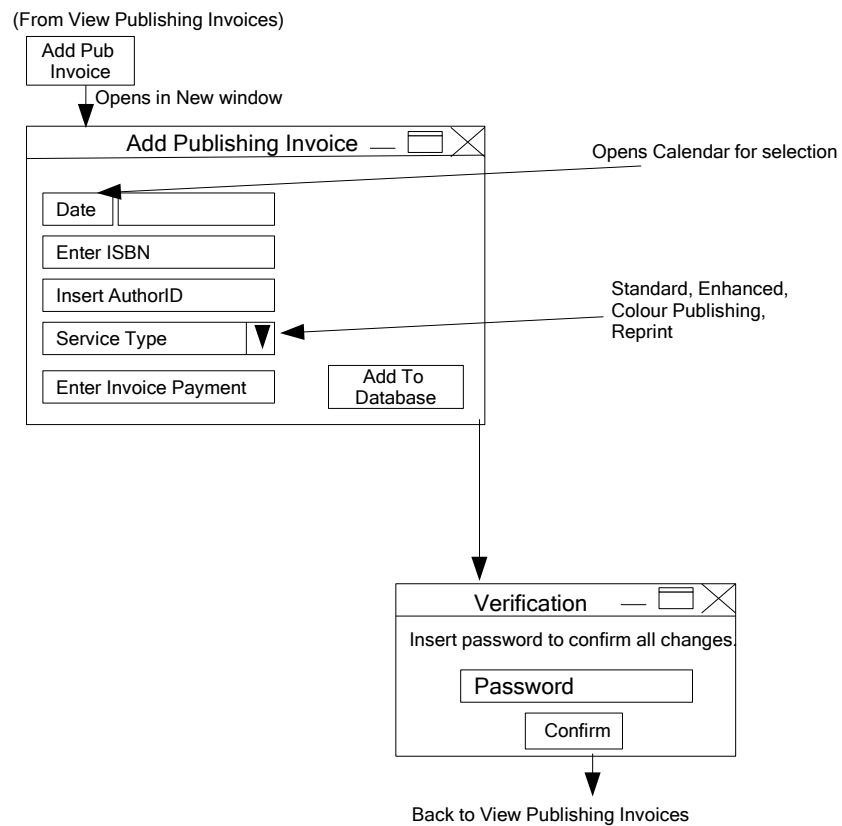 (From View Publishing Invoices)
Add Pub
Invoice
Opens in New window
Add Publishing Invoice
Opens Calendar for selection
Date
Enter ISBN
Insert AuthorID
Standard, Enhanced,
Colour Publishing,
Reprint
Service Type
Enter Invoice Payment
Add To
Database
Verification
Insert password to confirm all changes.
Password
Confirm
Back to View Publishing Invoices